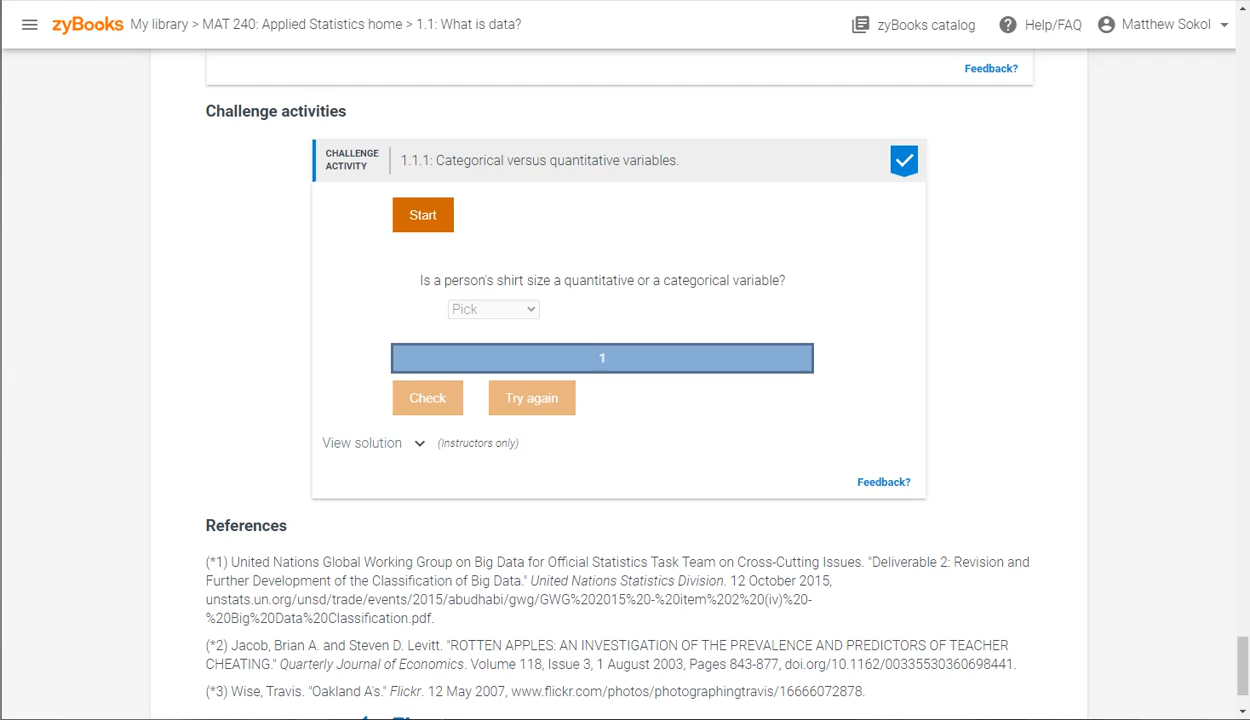 zyBooks My library > MAT 240: Applied Statistics home > 1.1: What is data? zyBooks catalog Help/FAQ Matthew Sokol
Feedback?
Challenge activities
CHALLENGE ACTIVITY 1.1.1: Categorical versus quantitative variables.
Start
Is a person's shirt size a quantitative or a categorical variable?
Pick
1
Check Try again
View solution (Instructors only)
Feedback?
References
(*1) United Nations Global Working Group on Big Data for Official Statistics Task Team on Cross-Cutting Issues. "Deliverable 2: Revision and
Further Development of the Classification of Big Data." United Nations Statistics Division. 12 October 2015,
unstats.un.org/unsd/trade/events/2015/abudhabi/gwg/GWG%202015%20-%20item%202%20(iv)%20-
%20Big%20Data%20Classification.pdf.
(*2) Jacob, Brian A. and Steven D. Levitt. "ROTTEN APPLES: AN INVESTIGATION OF THE PREVALENCE AND PREDICTORS OF TEACHER
CHEATING." Quarterly Journal of Economics. Volume 118, Issue 3, 1 August 2003, Pages 843-877, doi.org/10.1162/00335530360698441.
(*3) Wise, Travis. "Oakland A's." Flickr. 12 May 2007, www.flickr.com/photos/photographingtravis/16666072878.